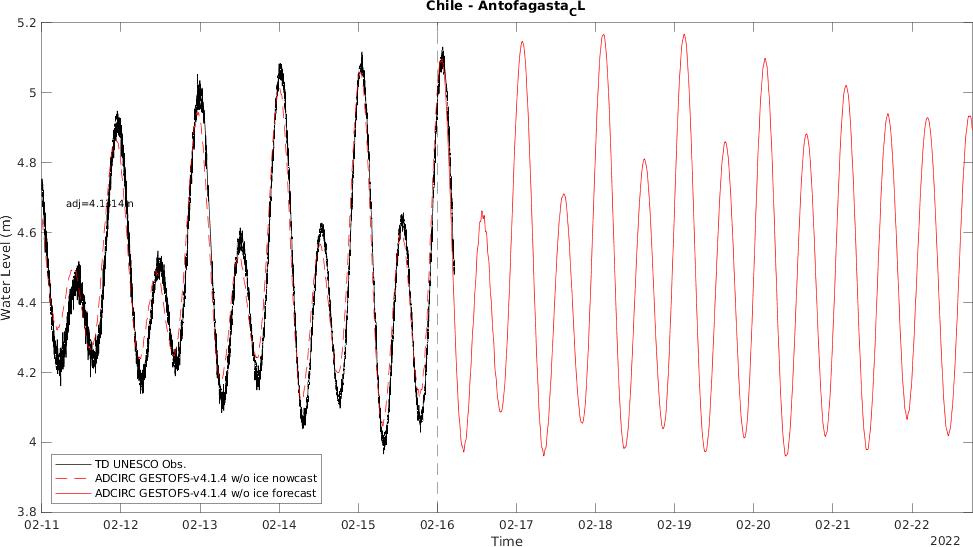 Chile - Antofagasta_CL
5.2
5
4.8
4.6
4.4
4.2
4
3.8
Water Level (m)
adj=4.1314m
TD UNESCO Obs.
ADCIRC GESTOFS-v4.1.4 w/o ice nowcast
ADCIRC GESTOFS-v4.1.4 w/o ice forecast
02-11 02-12 02-13 02-14 02-15 02-16 02-17 02-18 02-19 02-20 02-21 02-22
Time
2022